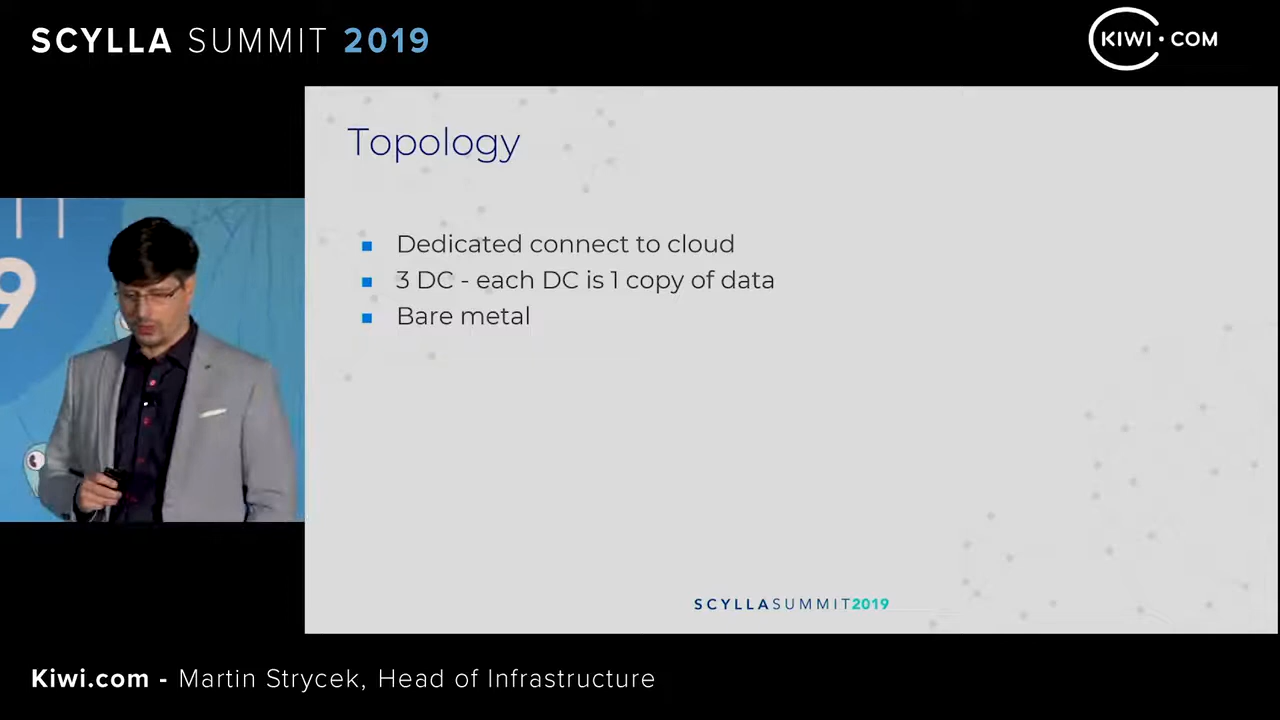 SCYLLA SUMMIT 2019
KIWI.COM
Topology
Dedicated connect to cloud
3 DC - each DC is 1 copy of data
Bare metal
9
SCYLLASUMMIT2019
Kiwi.com - Martin Strycek, Head of Infrastructure